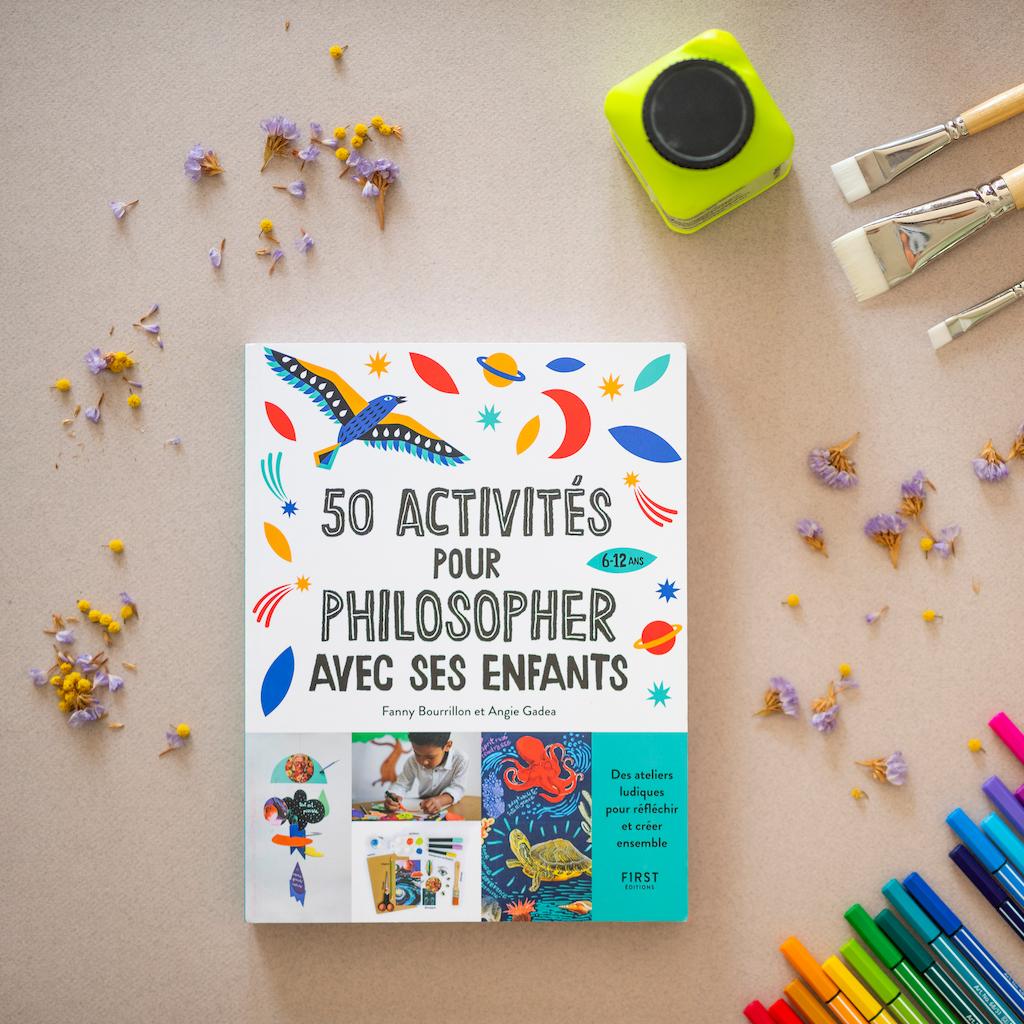 50 ACTIVITÉS
POUR
6-12 ANS
PHILOSOPHER
AVEC SES ENFANTS
Fanny Bourrillon et Angie Gadea
Des ateliers
ludiques
pour réfléchir
et créer
ensemble
FIRST
ÉDITIONS